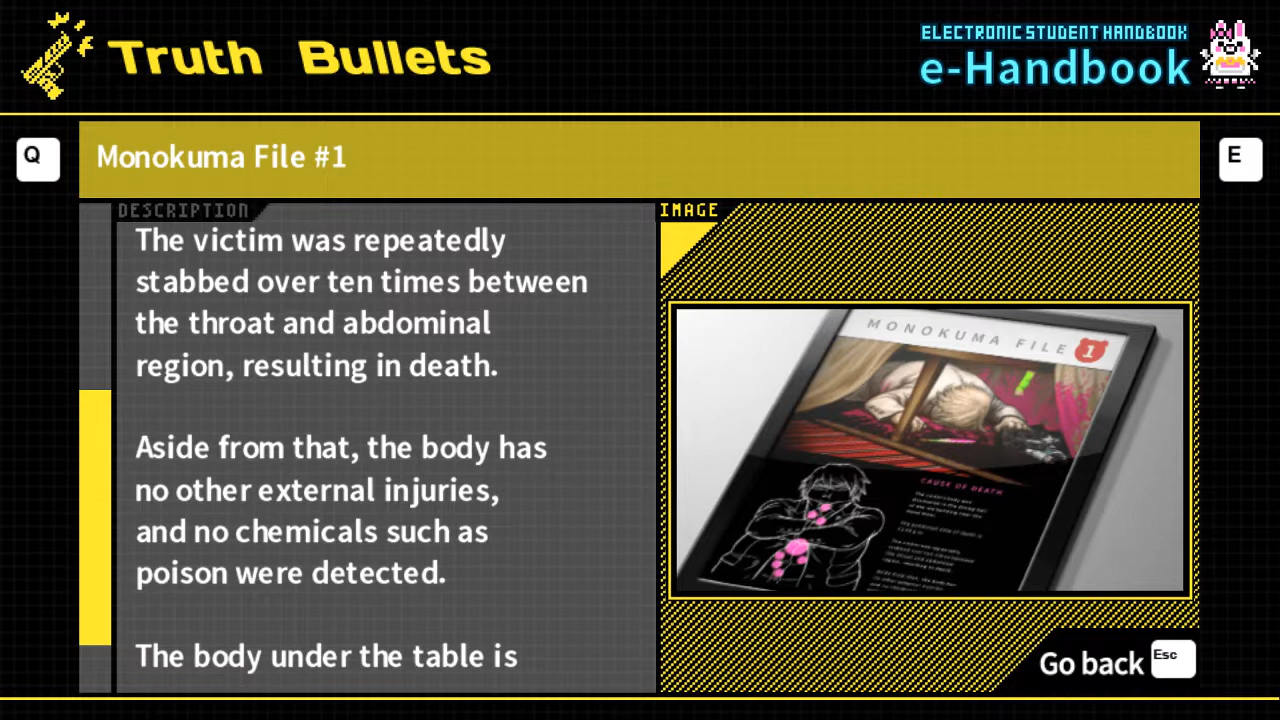 Truth Bullets
ELECTRONIC STUDENT HANDBOOK
e-Handbook
Q
Monokuma File #1
E
DESCRIPTION
The victim was repeatedly
stabbed over ten times between
the throat and abdominal
region, resulting in death.
Aside from that, the body has
no other external injuries,
and no chemicals such as
poison were detected.
The body under the table is
IMAGE
MONOKUMA FILE 1
CAUSE OF DEATH
Go back Esc